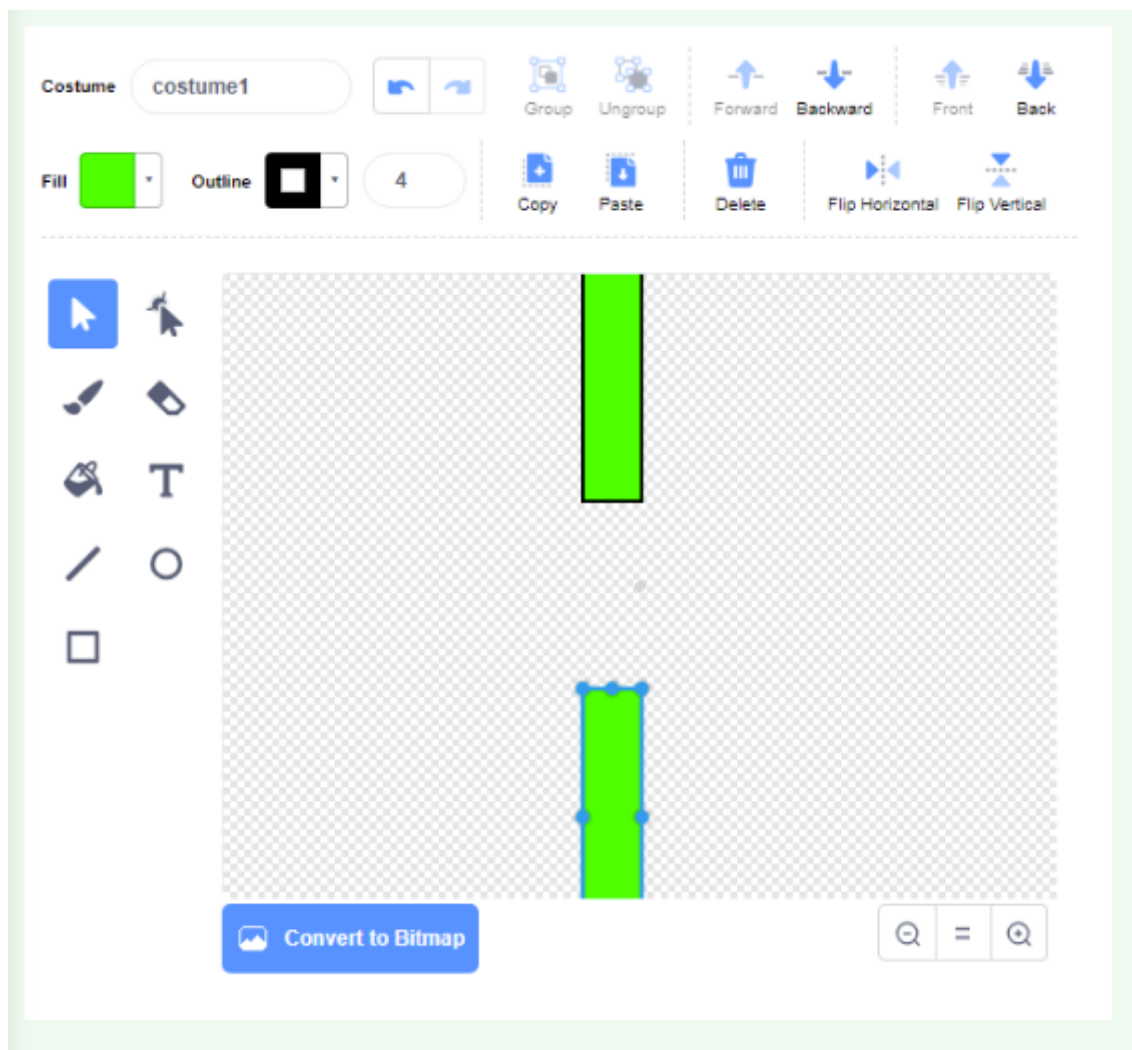 Costume costume1 Group Ungroup Forward Backward Front Back
Fill Outline 4 Copy Paste Delete Flip Horizontal Flip Vertical
T
Convert to Bitmap =